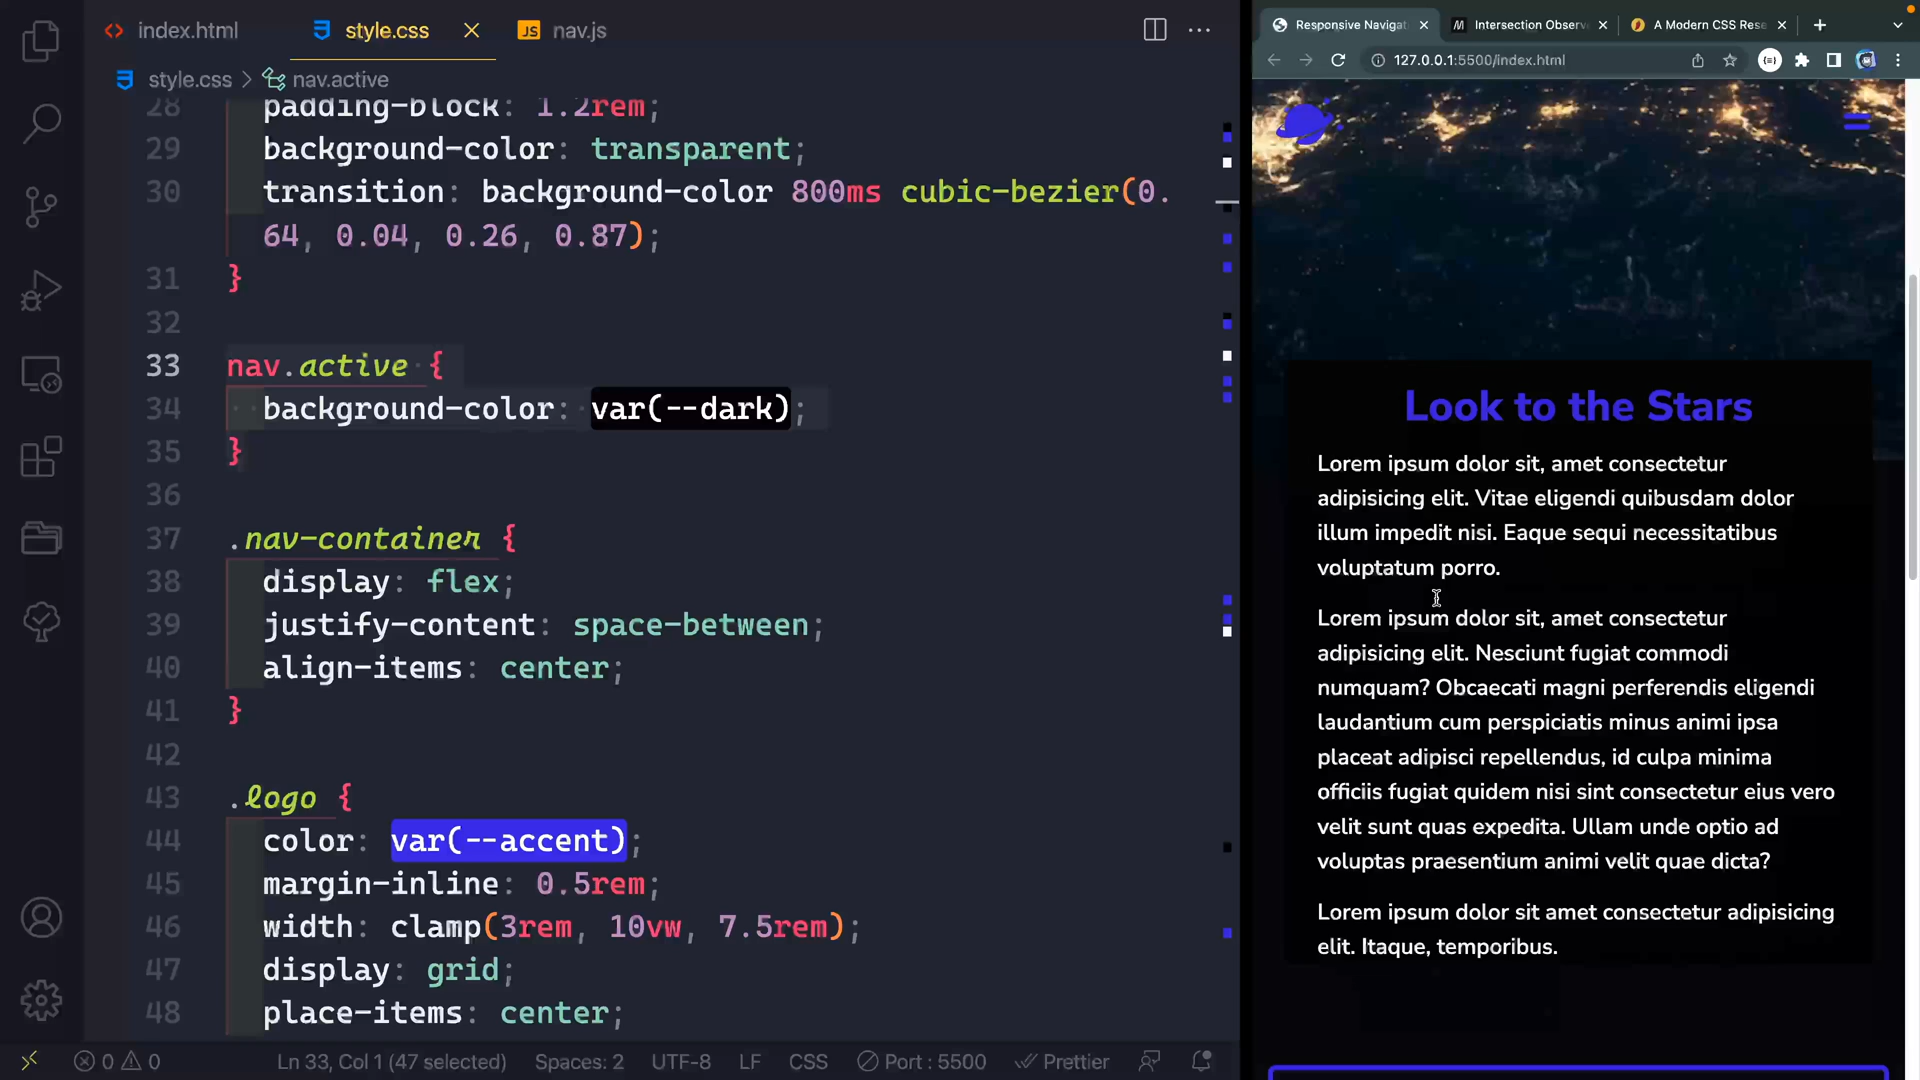 index.html
style.css
JS nav.js
style.css > nav.active
28 padding-block: 1.2rem;
29 background-color: transparent;
30 transition: background-color 800ms cubic-bezier(0.
64, 0.04, 0.26, 0.87);
31 }
32
33 nav.active {
34 background-color: var(--dark);
35 }
36
37 .nav-container {
38 display: flex;
39 justify-content: space-between;
40 align-items: center;
41 }
42
43 .logo {
44 color: var(--accent);
45 margin-inline: 0.5rem;
46 width: clamp(3rem, 10vw, 7.5rem);
47 display: grid;
48 place-items: center;
0 0
Ln 33, Col 1 (47 selected)
Spaces: 2
UTF-8
LF
CSS
Port : 5500
Prettier
Responsive Navigat
Intersection Observ
A Modern CSS Rese
127.0.0.1:5500/index.html
Look to the Stars
Lorem ipsum dolor sit, amet consectetur
adipisicing elit. Vitae eligendi quibusdam dolor
illum impedit nisi. Eaque sequi necessitatibus
voluptatum porro.
Lorem ipsum dolor sit, amet consectetur
adipisicing elit. Nesciunt fugiat commodi
numquam? Obcaecati magni perferendis eligendi
laudantium cum perspiciatis minus animi ipsa
placeat adipisci repellendus, id culpa minima
officiis fugiat quidem nisi sint consectetur eius vero
velit sunt quas expedita. Ullam unde optio ad
voluptas praesentium animi velit quae dicta?
Lorem ipsum dolor sit amet consectetur adipisicing
elit. Itaque, temporibus.